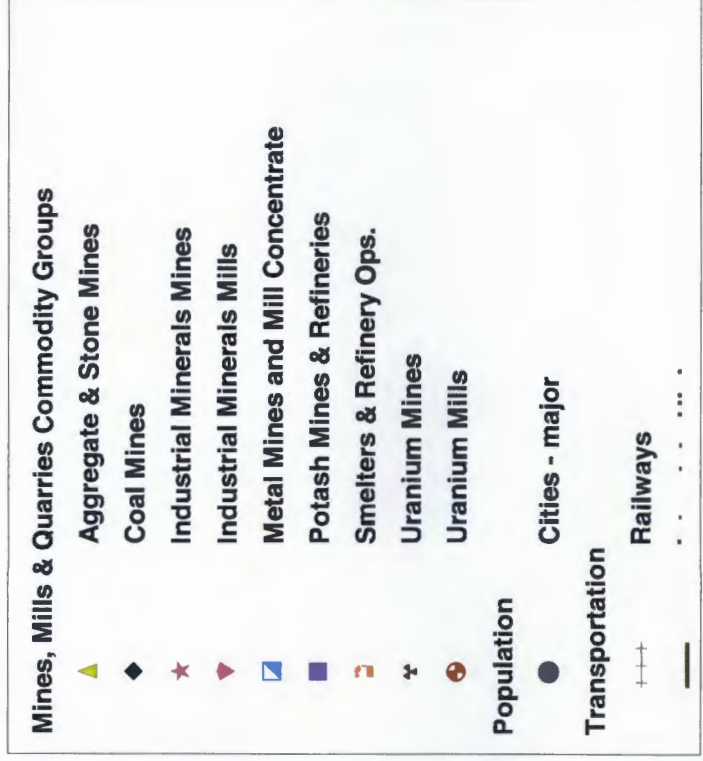 Mines, Mills & Quarries Commodity Groups
Aggregate & Stone Mines
Coal Mines
Industrial Minerals Mines
Industrial Minerals Mills
Metal Mines and Mill Concentrate
Potash Mines & Refineries
Smelters & Refinery Ops.
Uranium Mines
Uranium Mills
Population
Cities - major
Transportation
Railways